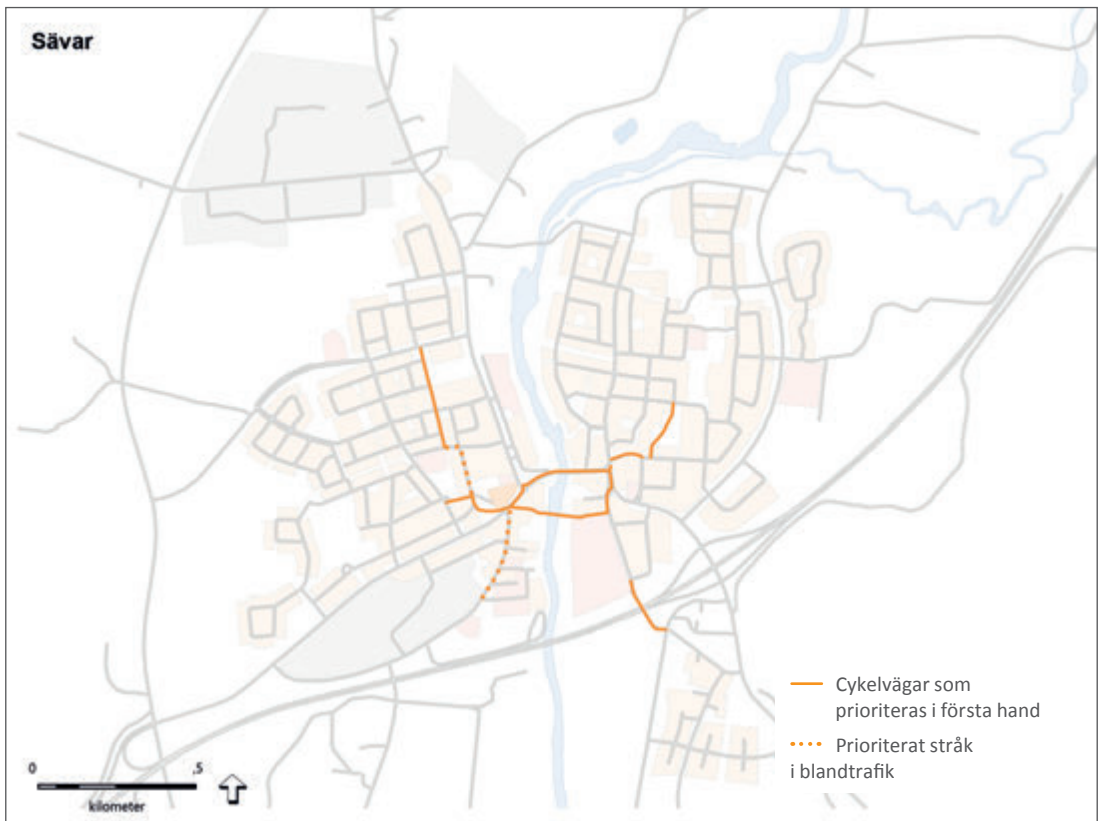 Sävar
Cykelvägar som
prioriteras i första hand
Prioriterat stråk
i blandtrafik
0 ,5
kilometer